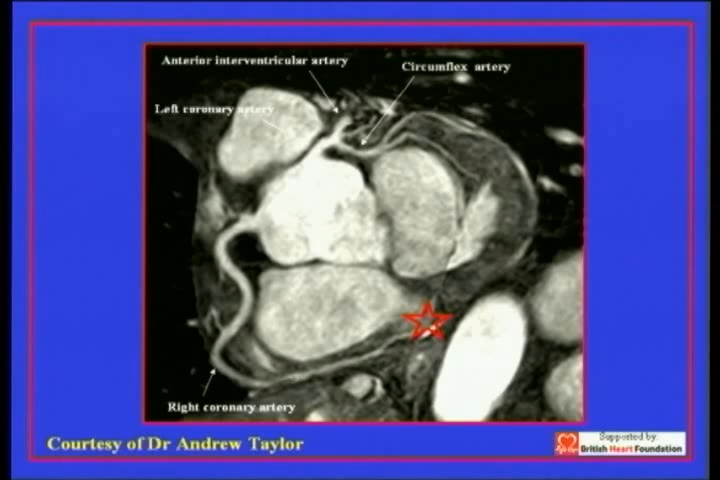 Anterior interventricular artery
Circumflex artery
Left coronary artery
Right coronary artery
Courtesy of Dr Andrew Taylor
Supported by:
British Heart Foundation